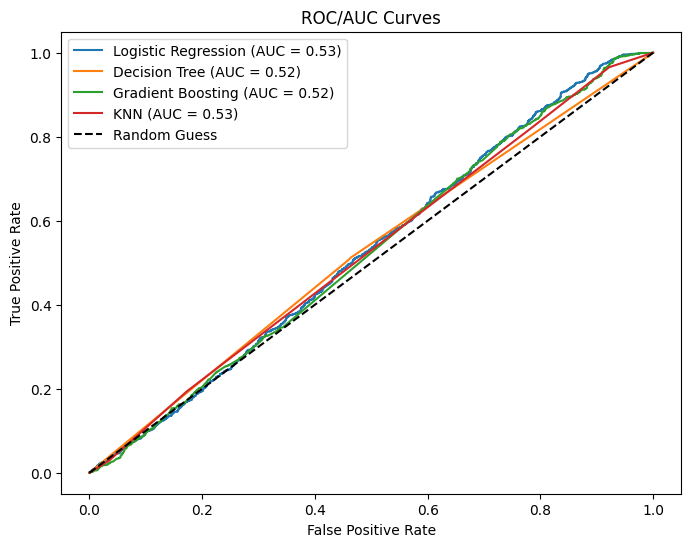 ROC/AUC Curves
Logistic Regression (AUC = 0.53)
Decision Tree (AUC = 0.52)
Gradient Boosting (AUC = 0.52)
KNN (AUC = 0.53)
Random Guess
True Positive Rate
1.0
0.8
0.6
0.4
0.2
0.0
0.0 0.2 0.4 0.6 0.8 1.0
False Positive Rate